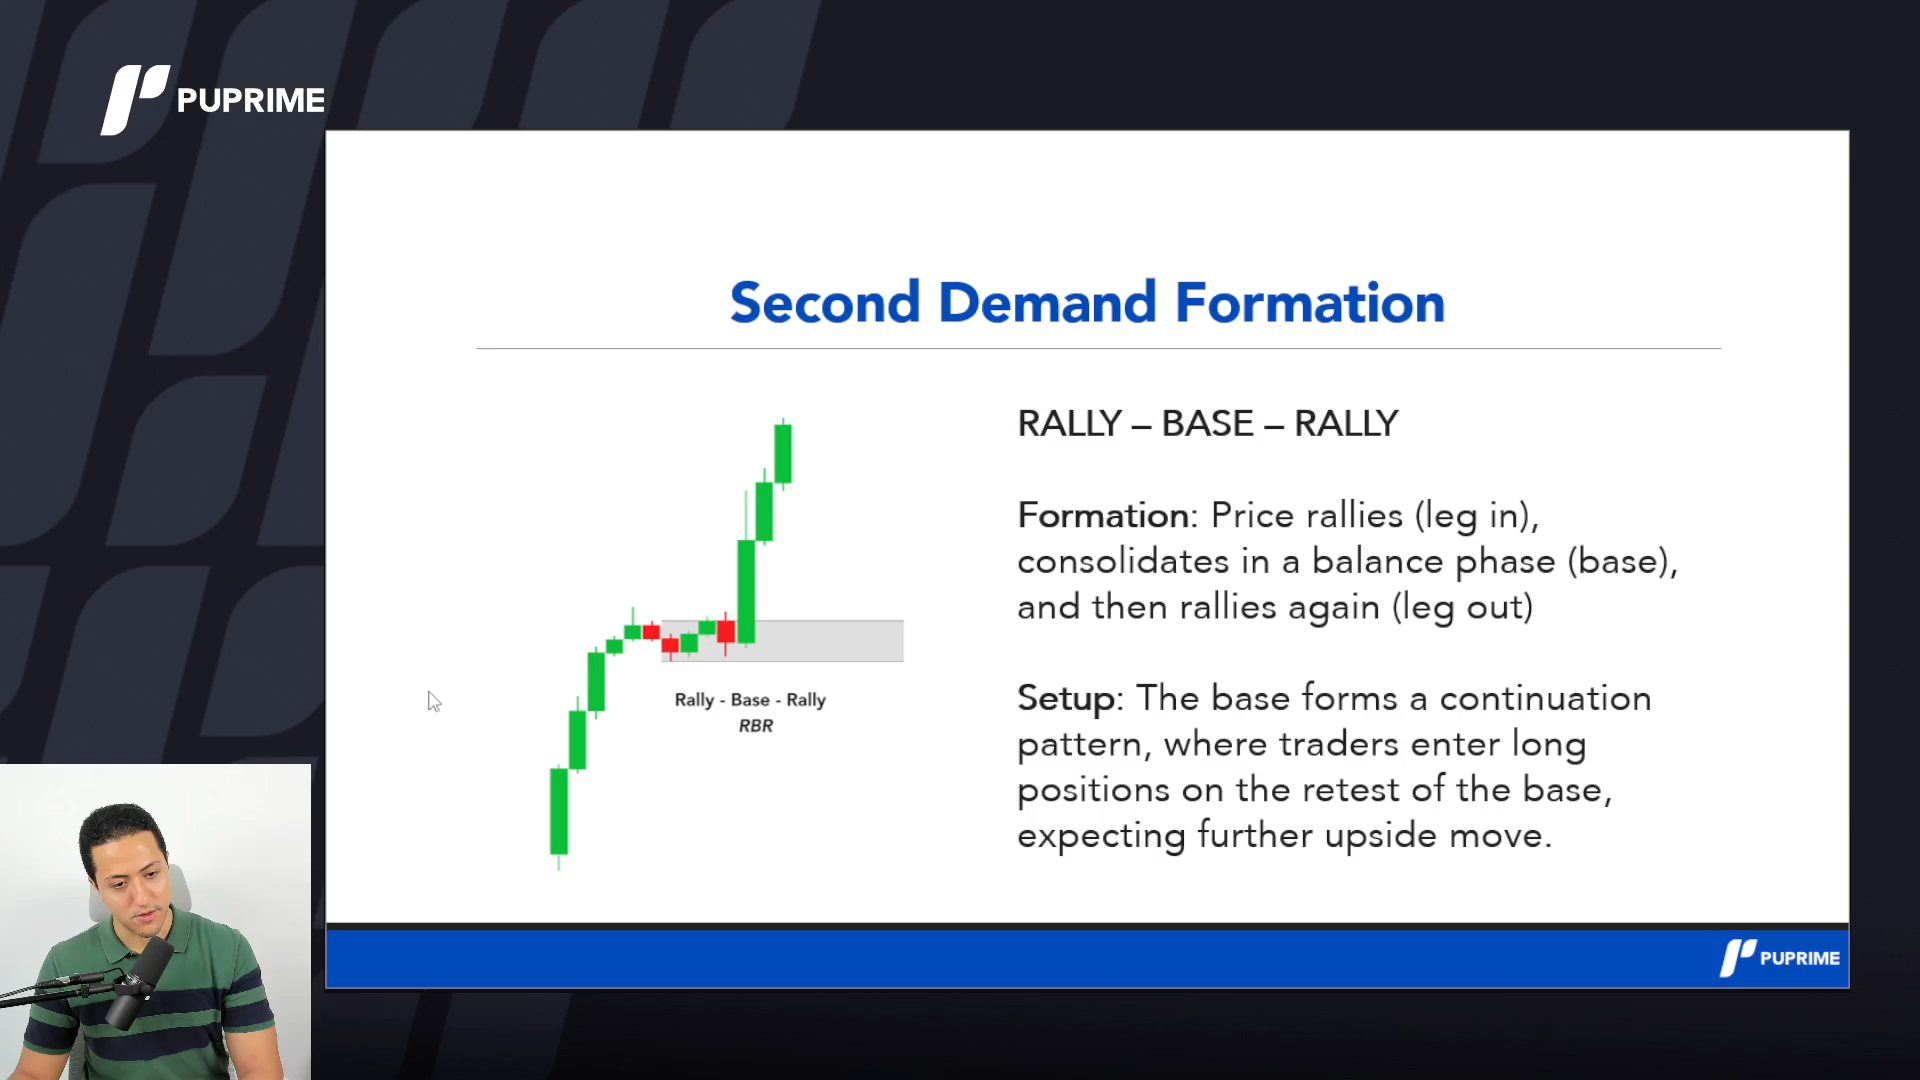 PUPRIME
Second Demand Formation
RALLY – BASE – RALLY
Formation: Price rallies (leg in),
consolidates in a balance phase (base),
and then rallies again (leg out)
Setup: The base forms a continuation
pattern, where traders enter long
positions on the retest of the base,
expecting further upside move.
Rally - Base - Rally
RBR
PUPRIME